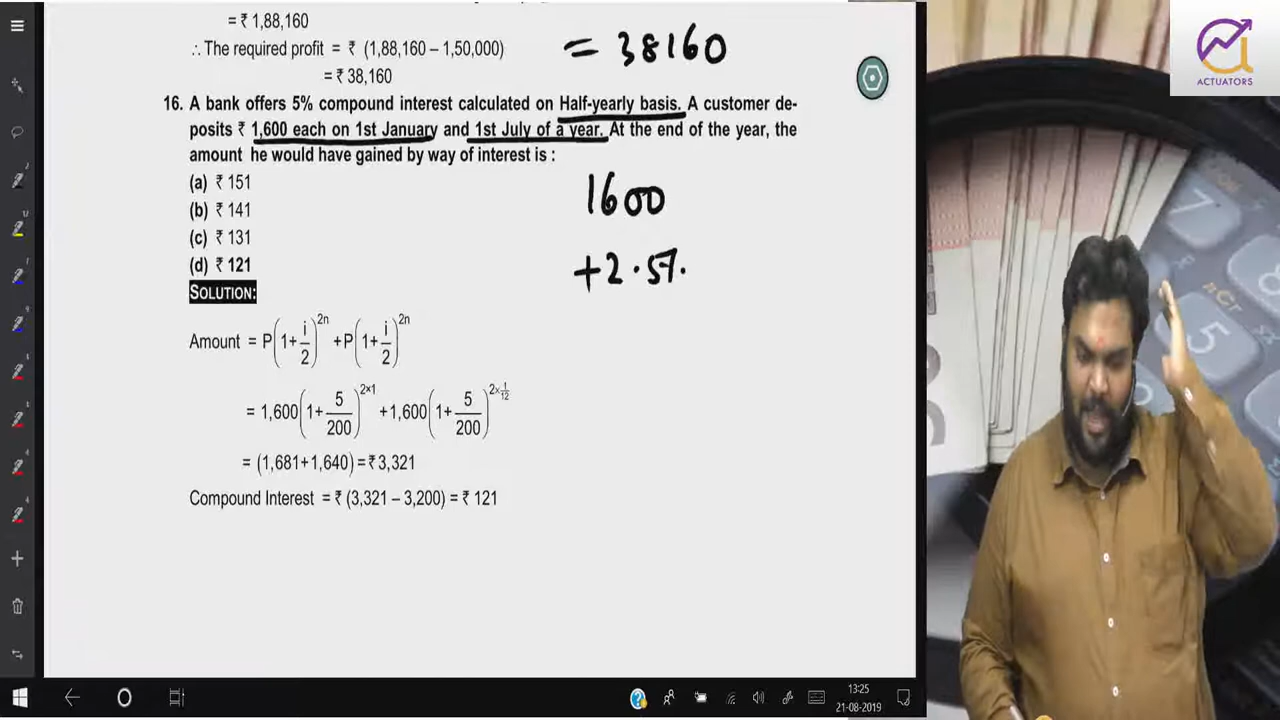 = ₹ 1,88,160
∴ The required profit = ₹ (1,88,160 – 1,50,000)
= ₹ 38,160
= 38160
ACTUATORS
16. A bank offers 5% compound interest calculated on Half-yearly basis. A customer de-
posits ₹ 1,600 each on 1st January and 1st July of a year. At the end of the year, the
amount he would have gained by way of interest is :
(a) ₹ 151
(b) ₹ 141
(c) ₹ 131
(d) ₹ 121
1600
+2.5%.
SOLUTION:
Amount = P(1+i/2)^2n +P(1+i/2)^2n
= 1,600(1+5/200)^2×1 +1,600(1+5/200)^2×1/12
= (1,681+1,640) = ₹ 3,321
Compound Interest = ₹ (3,321 – 3,200) = ₹ 121
7
5
nCr
13:25
21-08-2019